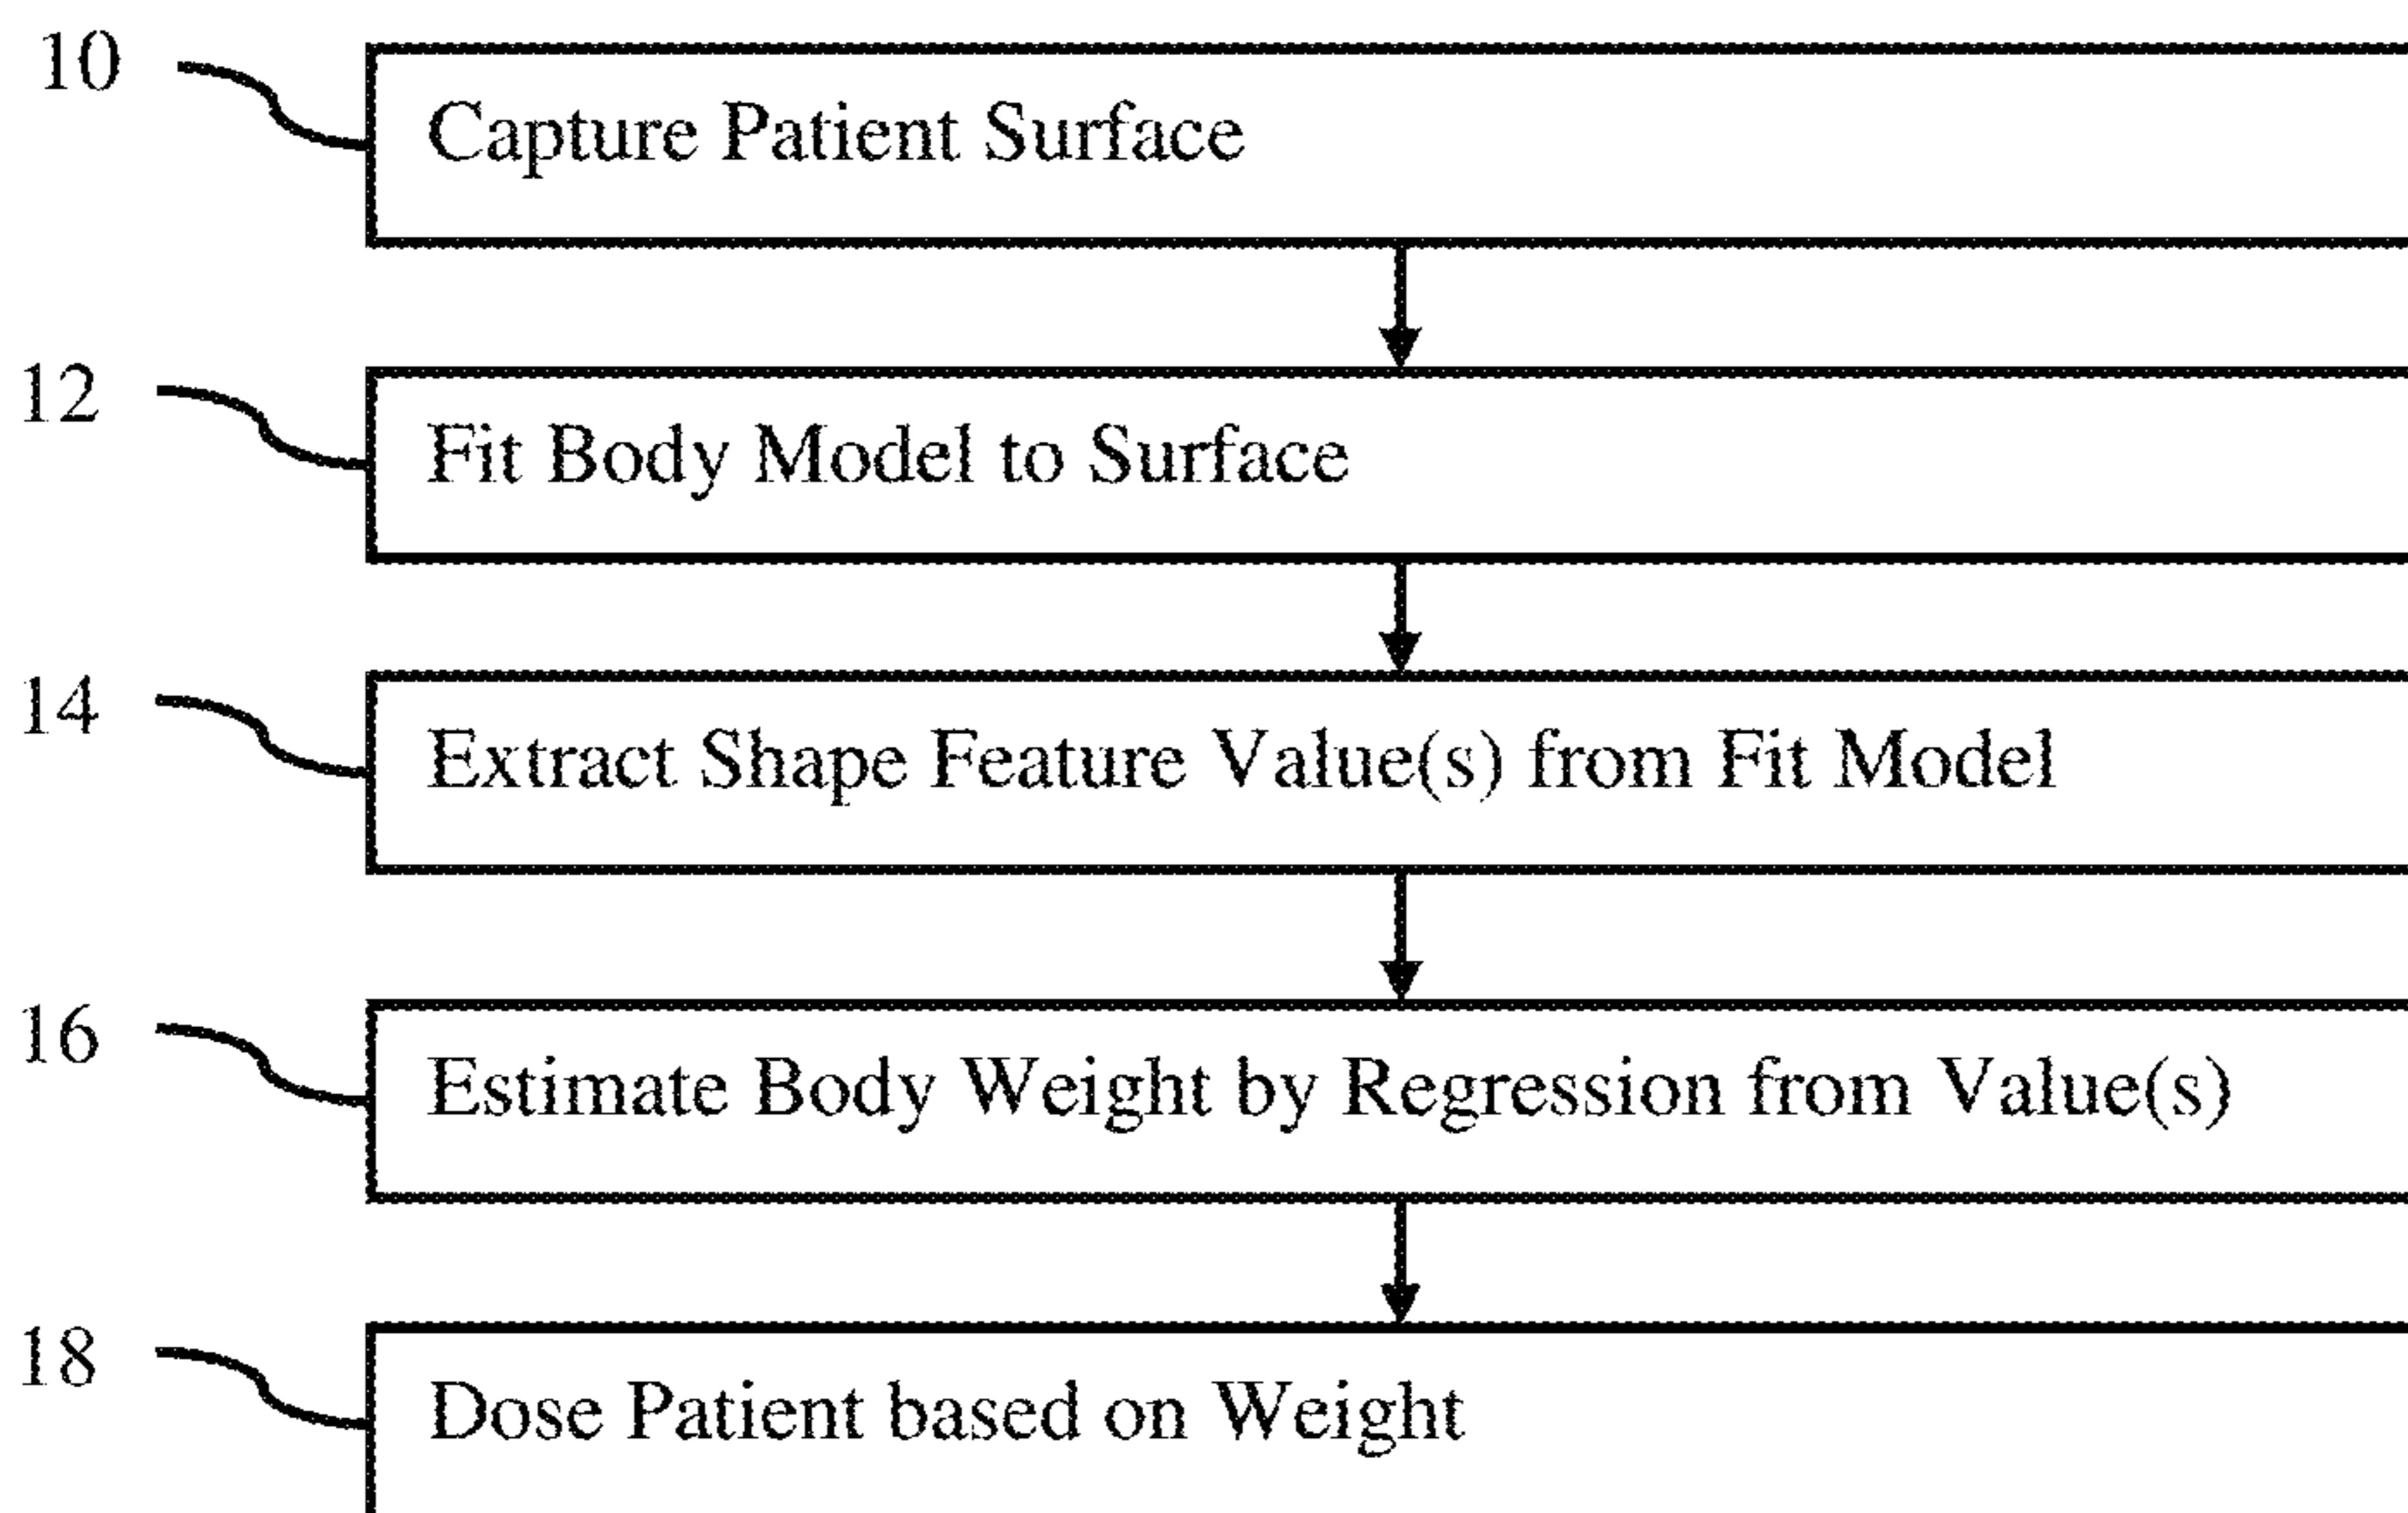 10
Capture Patient Surface
12
Fit Body Model to Surface
14
Extract Shape Feature Value(s) from Fit Model
16
Estimate Body Weight by Regression from Value(s)
18
Dose Patient based on Weight